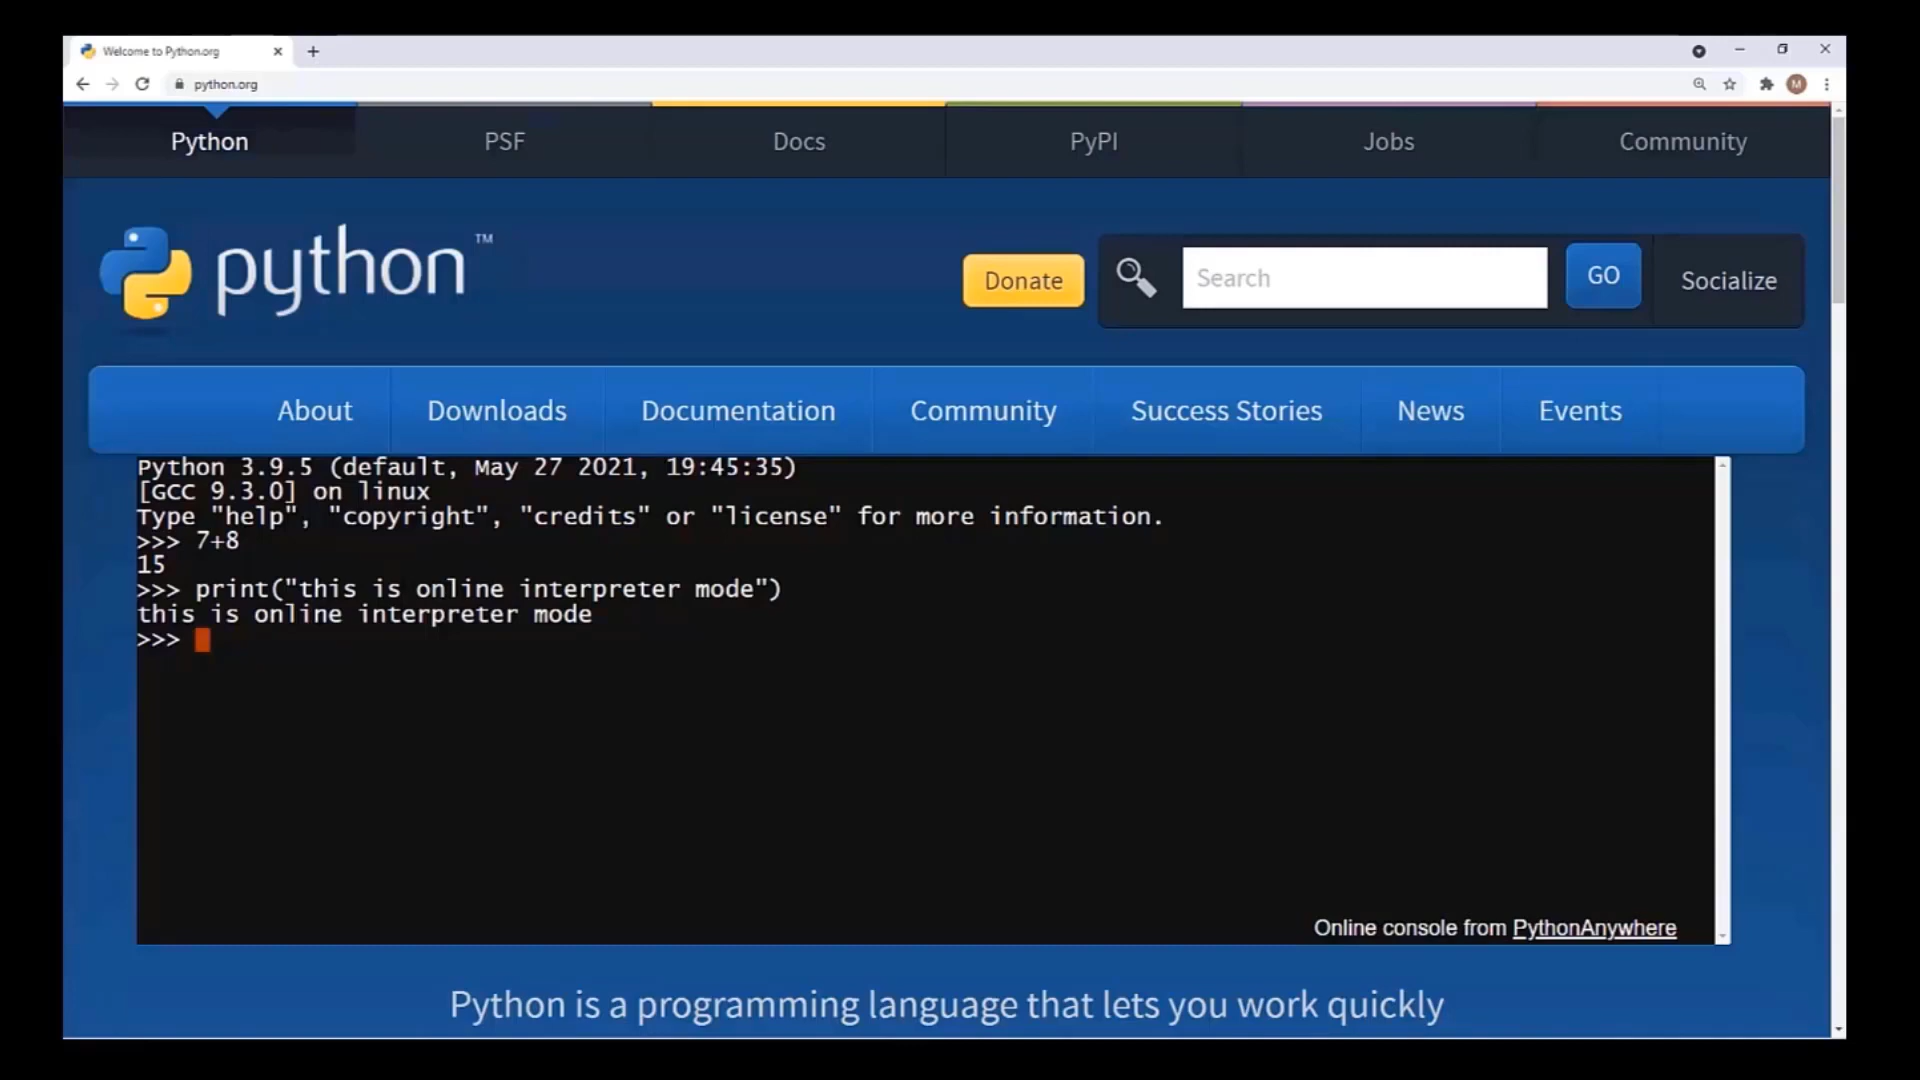 Welcome to Python.org
python.org
M
Python PSF Docs PyPI Jobs Community
python™
Donate
Search
GO
Socialize
About Downloads Documentation Community Success Stories News Events
Python 3.9.5 (default, May 27 2021, 19:45:35)
[GCC 9.3.0] on linux
Type "help", "copyright", "credits" or "license" for more information.
>>> 7+8
15
>>> print("this is online interpreter mode")
this is online interpreter mode
>>>
Online console from PythonAnywhere
Python is a programming language that lets you work quickly